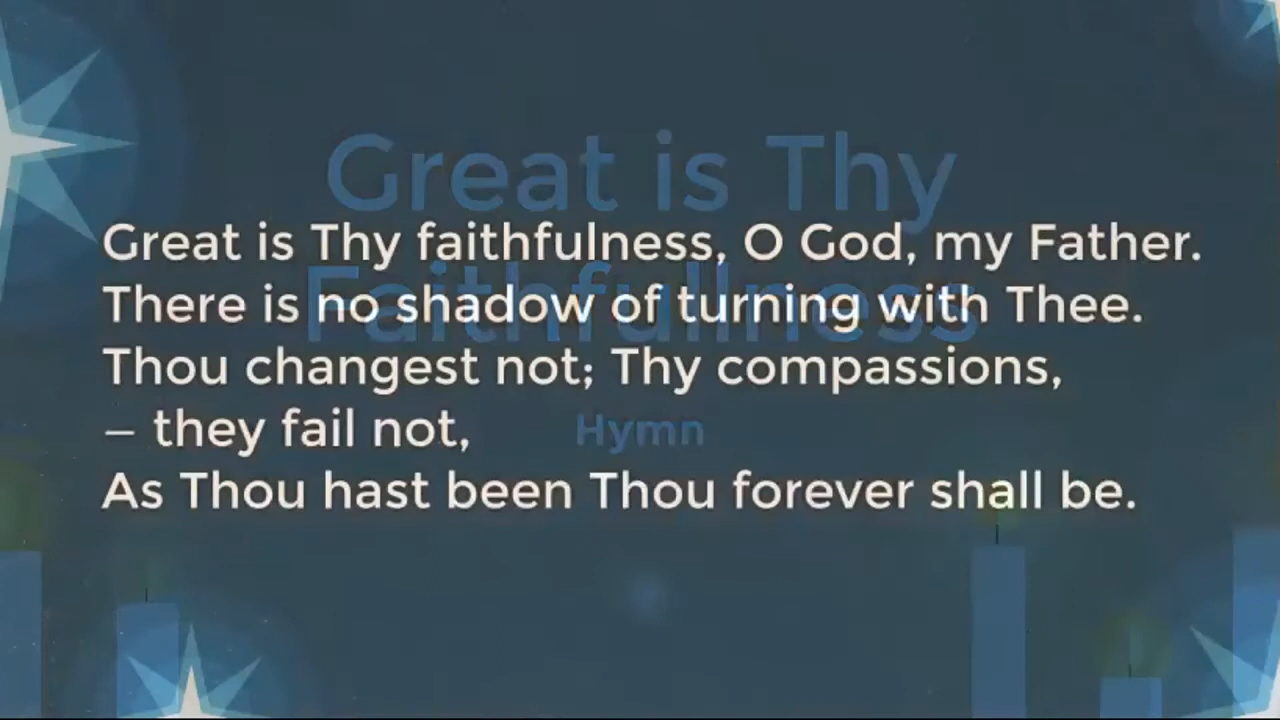 Great is Thy
Faithfullness
Hymn
Great is Thy faithfulness, O God, my Father.
There is no shadow of turning with Thee.
Thou changest not; Thy compassions,
– they fail not,
As Thou hast been Thou forever shall be.